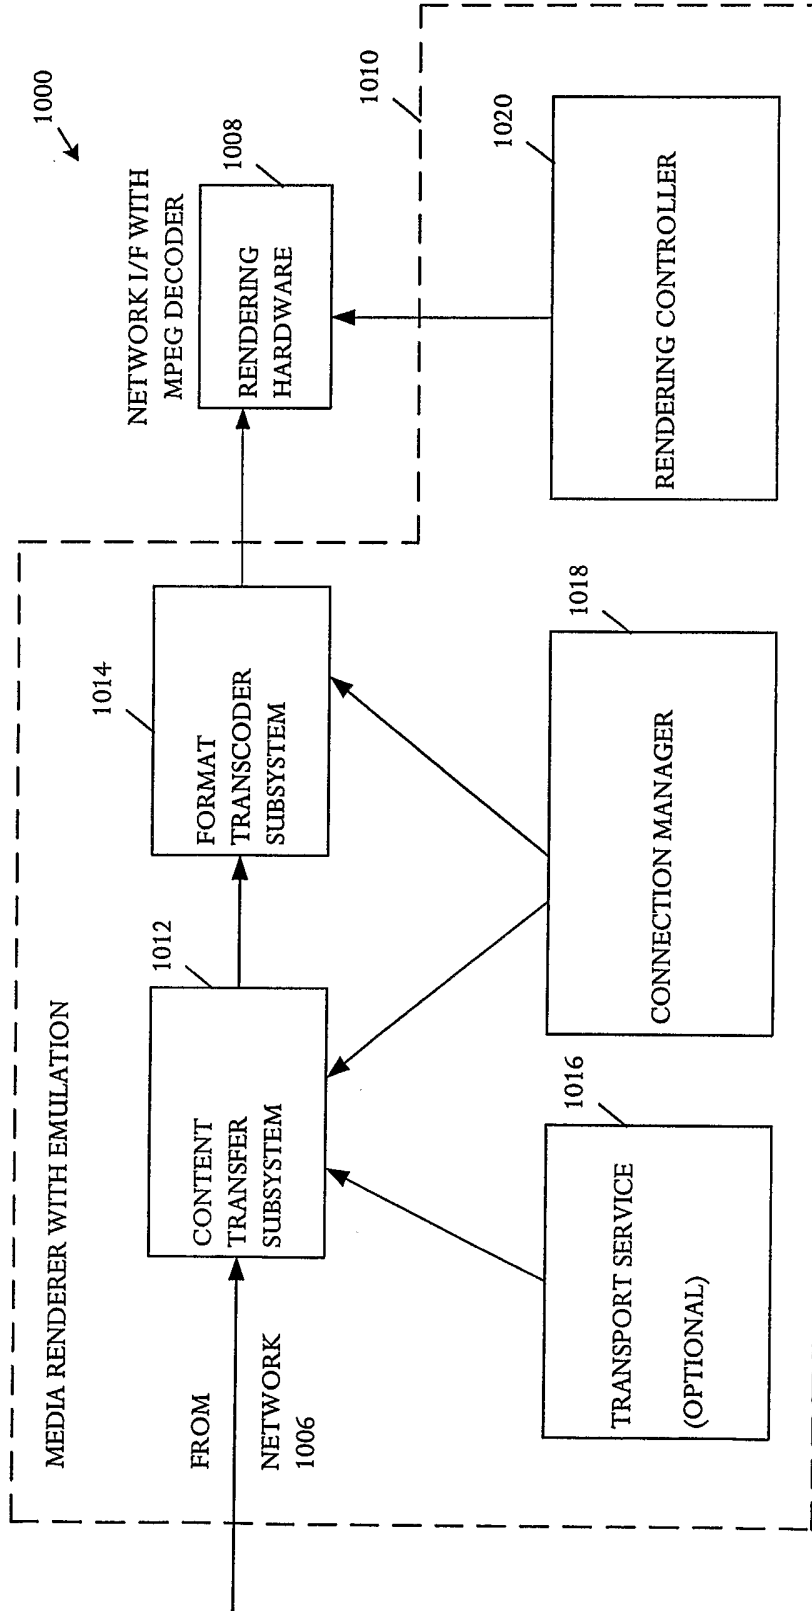 1000
NETWORK I/F WITH
MPEG DECODER
1008
RENDERING
HARDWARE
1010
MEDIA RENDERER WITH EMULATION
FROM
NETWORK
1006
1012
CONTENT
TRANSFER
SUBSYSTEM
1014
FORMAT
TRANSCODER
SUBSYSTEM
1016
TRANSPORT SERVICE
(OPTIONAL)
1018
CONNECTION MANAGER
1020
RENDERING CONTROLLER